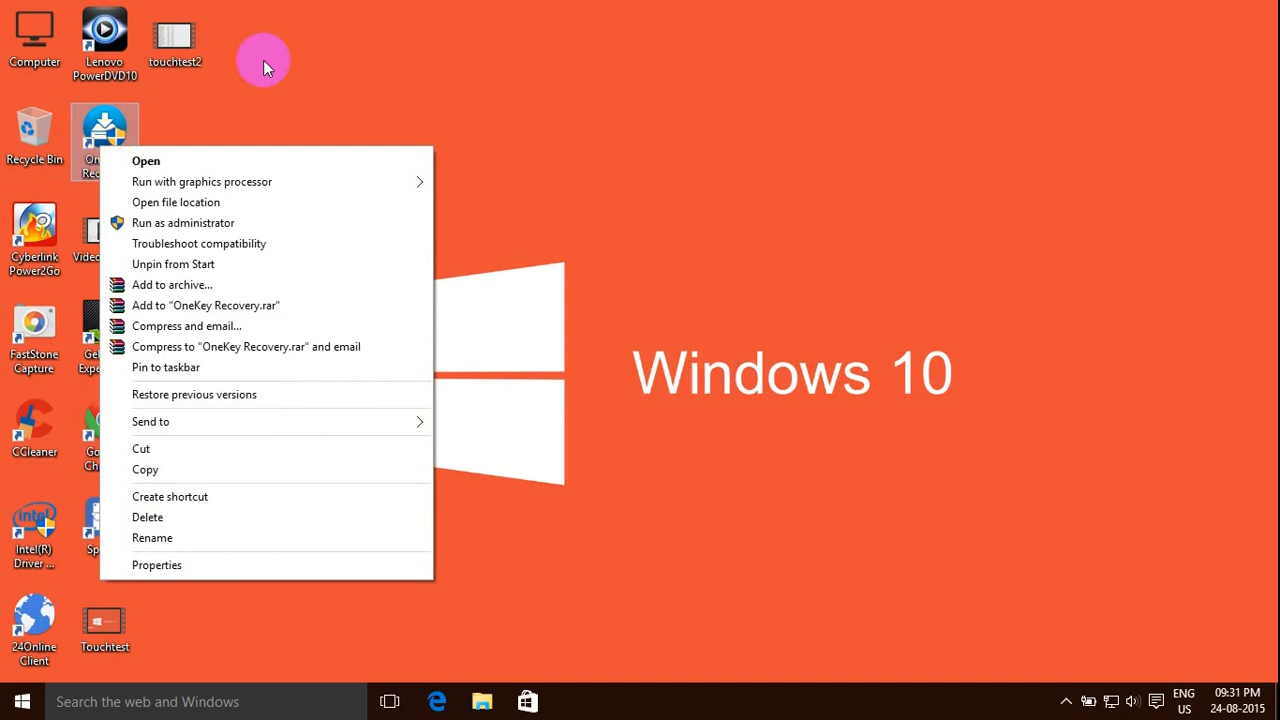 Computer
Lenovo
PowerDVD10
touchtest2
Recycle Bin
Cyberlink
Power2Go
FastStone
Capture
CCleaner
Intel(R)
Driver ...
24Online
Client
Touchtest
Open
Run with graphics processor
Open file location
Run as administrator
Troubleshoot compatibility
Unpin from Start
Add to archive...
Add to "OneKey Recovery.rar"
Compress and email...
Compress to "OneKey Recovery.rar" and email
Pin to taskbar
Restore previous versions
Send to
Cut
Copy
Create shortcut
Delete
Rename
Properties
Windows 10
Search the web and Windows
ENG
US
09:31 PM
24-08-2015